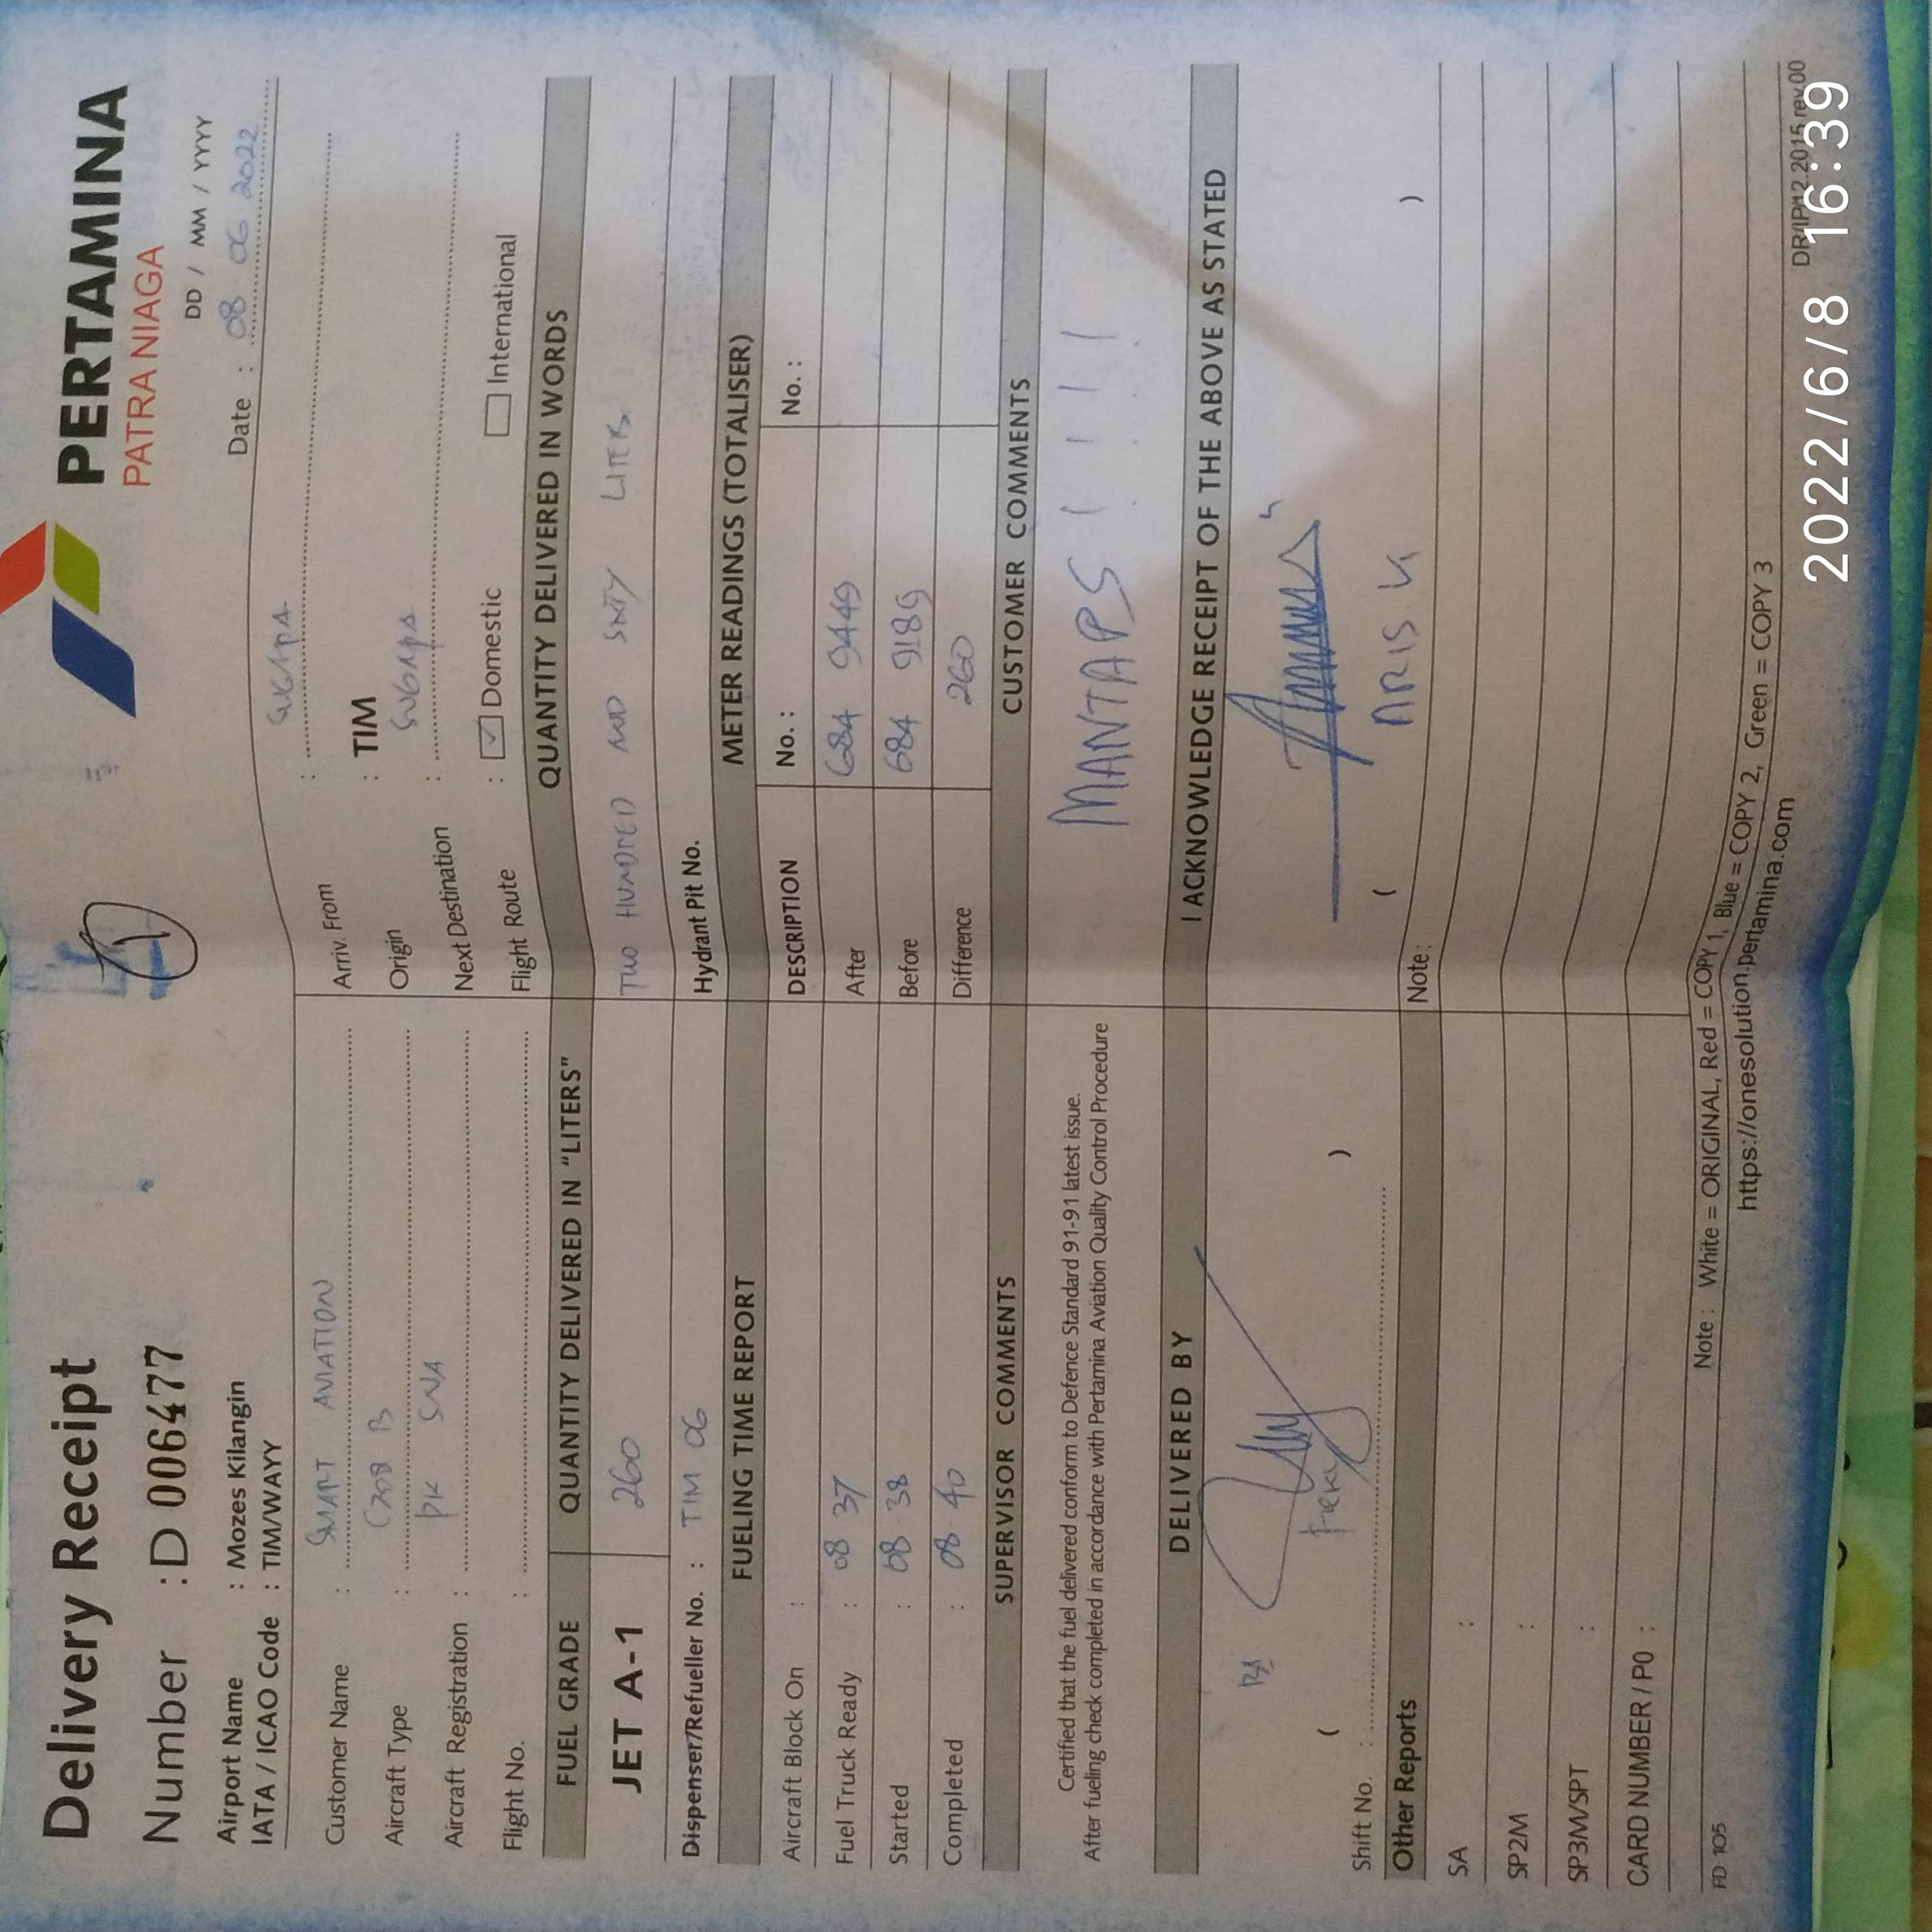 Delivery Receipt
PERTAMINA
PATRA NIAGA
Number : D 006477
1
DD / MM / YYYY
Date : 08 06 2022
Airport Name : Mozes Kilangin
IATA / ICAO Code : TIM/WAYY
Customer Name : SMART AVIATION
Arriv. From :
Aircraft Type : C208 B
Origin : TIM
Aircraft Registration : PK SNA
Next Destination :
Flight No. :
Flight Route : ☑ Domestic ☐ International
FUEL GRADE QUANTITY DELIVERED IN "LITERS" QUANTITY DELIVERED IN WORDS
JET A-1 260 TWO HUNDRED AND SIXTY LITERS
Dispenser/Refueller No. : TIM 06 Hydrant Pit No.
FUELING TIME REPORT METER READINGS (TOTALISER)
Aircraft Block On : DESCRIPTION No. : No. :
Fuel Truck Ready : 08 37 After 684 9449
Started : 08 38 Before 684 9189
Completed : 08 40 Difference 260
SUPERVISOR COMMENTS CUSTOMER COMMENTS
Certified that the fuel delivered conform to Defence Standard 91-91 latest issue.
After fueling check completed in accordance with Pertamina Aviation Quality Control Procedure
MANTAPS ! ! ! !
DELIVERED BY I ACKNOWLEDGE RECEIPT OF THE ABOVE AS STATED
( )
( ARIS )
Shift No. :
Other Reports Note :
SA :
SP2M :
SP3M/SPT :
CARD NUMBER / P0 :
Note : White = ORIGINAL, Red = COPY 1, Blue = COPY 2, Green = COPY 3
FD 105
https://onesolution.pertamina.com
DR/IP/12.2015 rev.00
2022/6/8 16:39